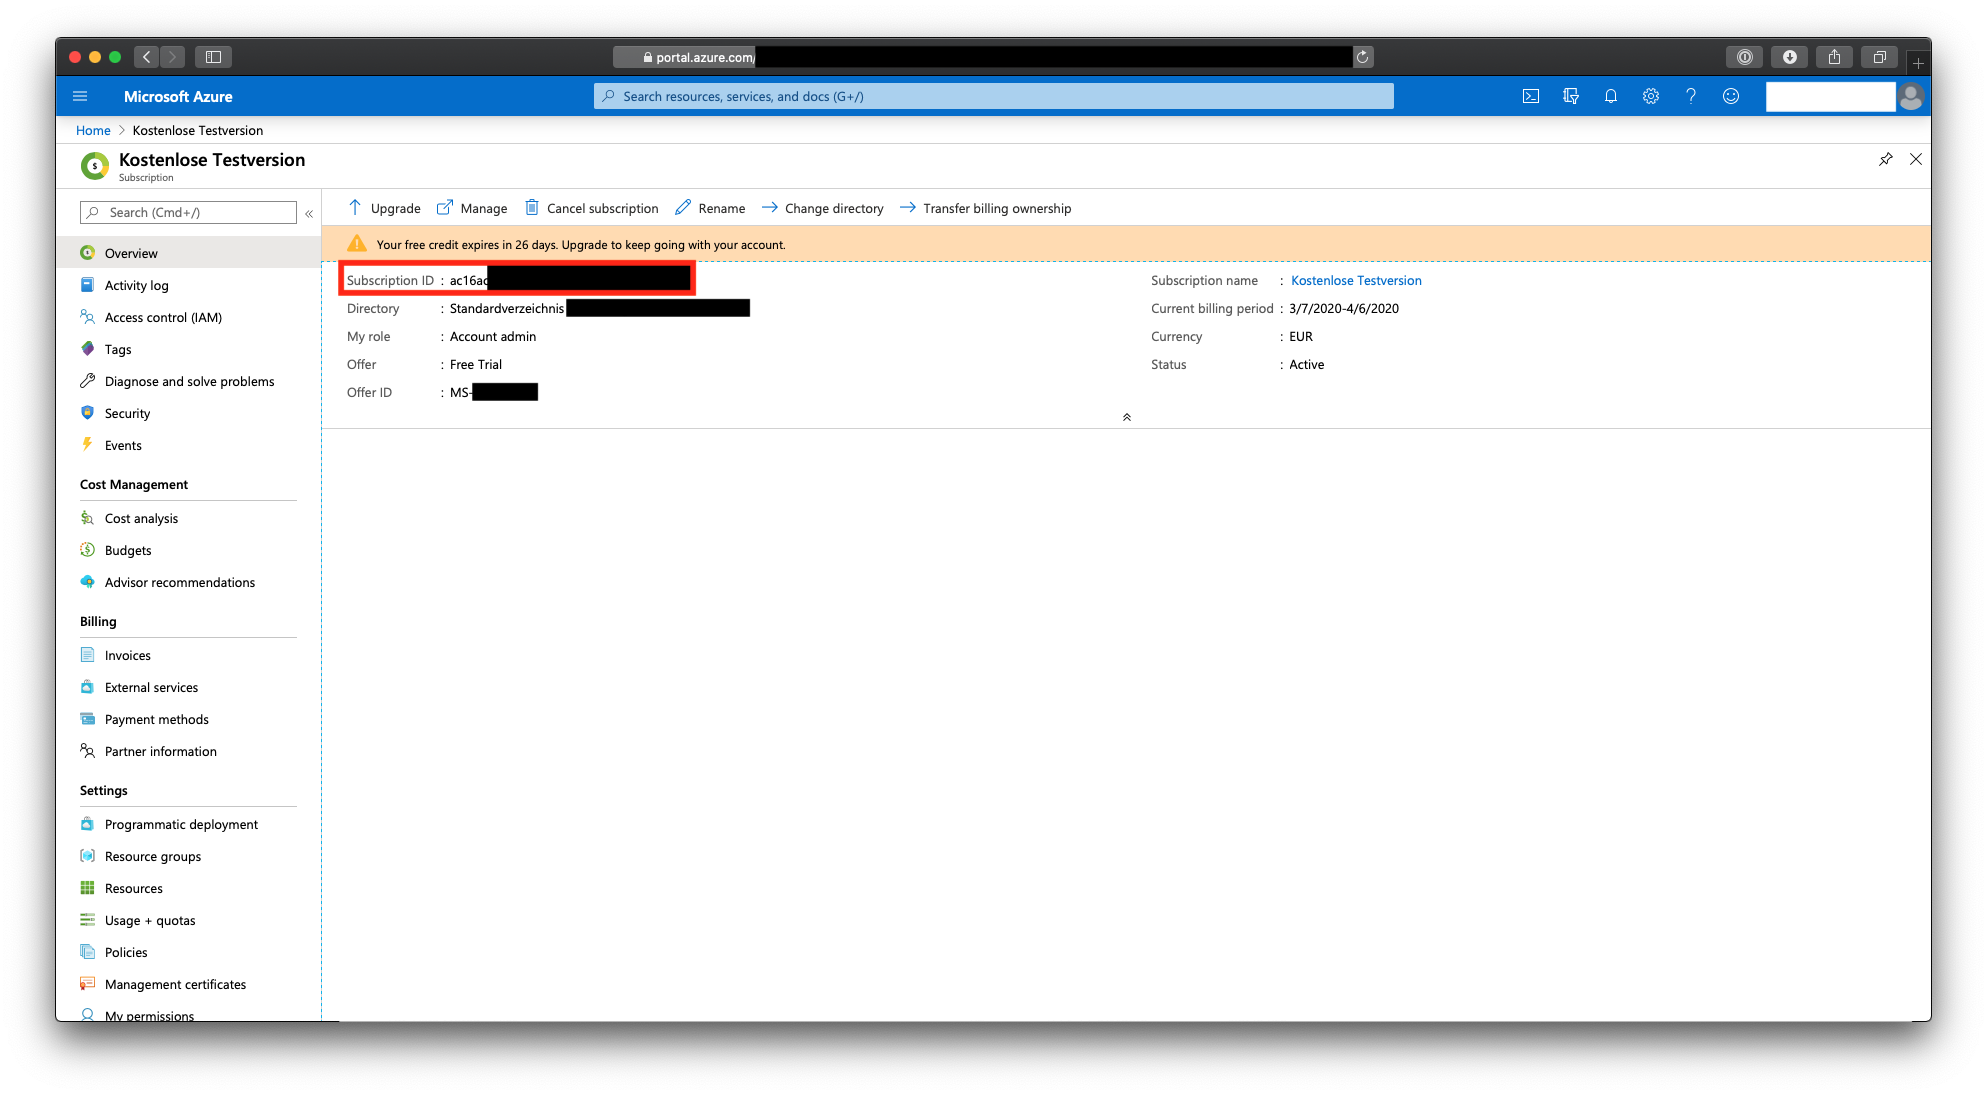 portal.azure.com/
Microsoft Azure
Search resources, services, and docs (G+/)
Home > Kostenlose Testversion
Kostenlose Testversion
Subscription
Search (Cmd+/)
«
Overview
Activity log
Access control (IAM)
Tags
Diagnose and solve problems
Security
Events
Cost Management
Cost analysis
Budgets
Advisor recommendations
Billing
Invoices
External services
Payment methods
Partner information
Settings
Programmatic deployment
Resource groups
Resources
Usage + quotas
Policies
Management certificates
My permissions
Upgrade Manage Cancel subscription Rename Change directory Transfer billing ownership
Your free credit expires in 26 days. Upgrade to keep going with your account.
Subscription ID : ac16ac
Directory : Standardverzeichnis
My role : Account admin
Offer : Free Trial
Offer ID : MS-
Subscription name : Kostenlose Testversion
Current billing period : 3/7/2020-4/6/2020
Currency : EUR
Status : Active